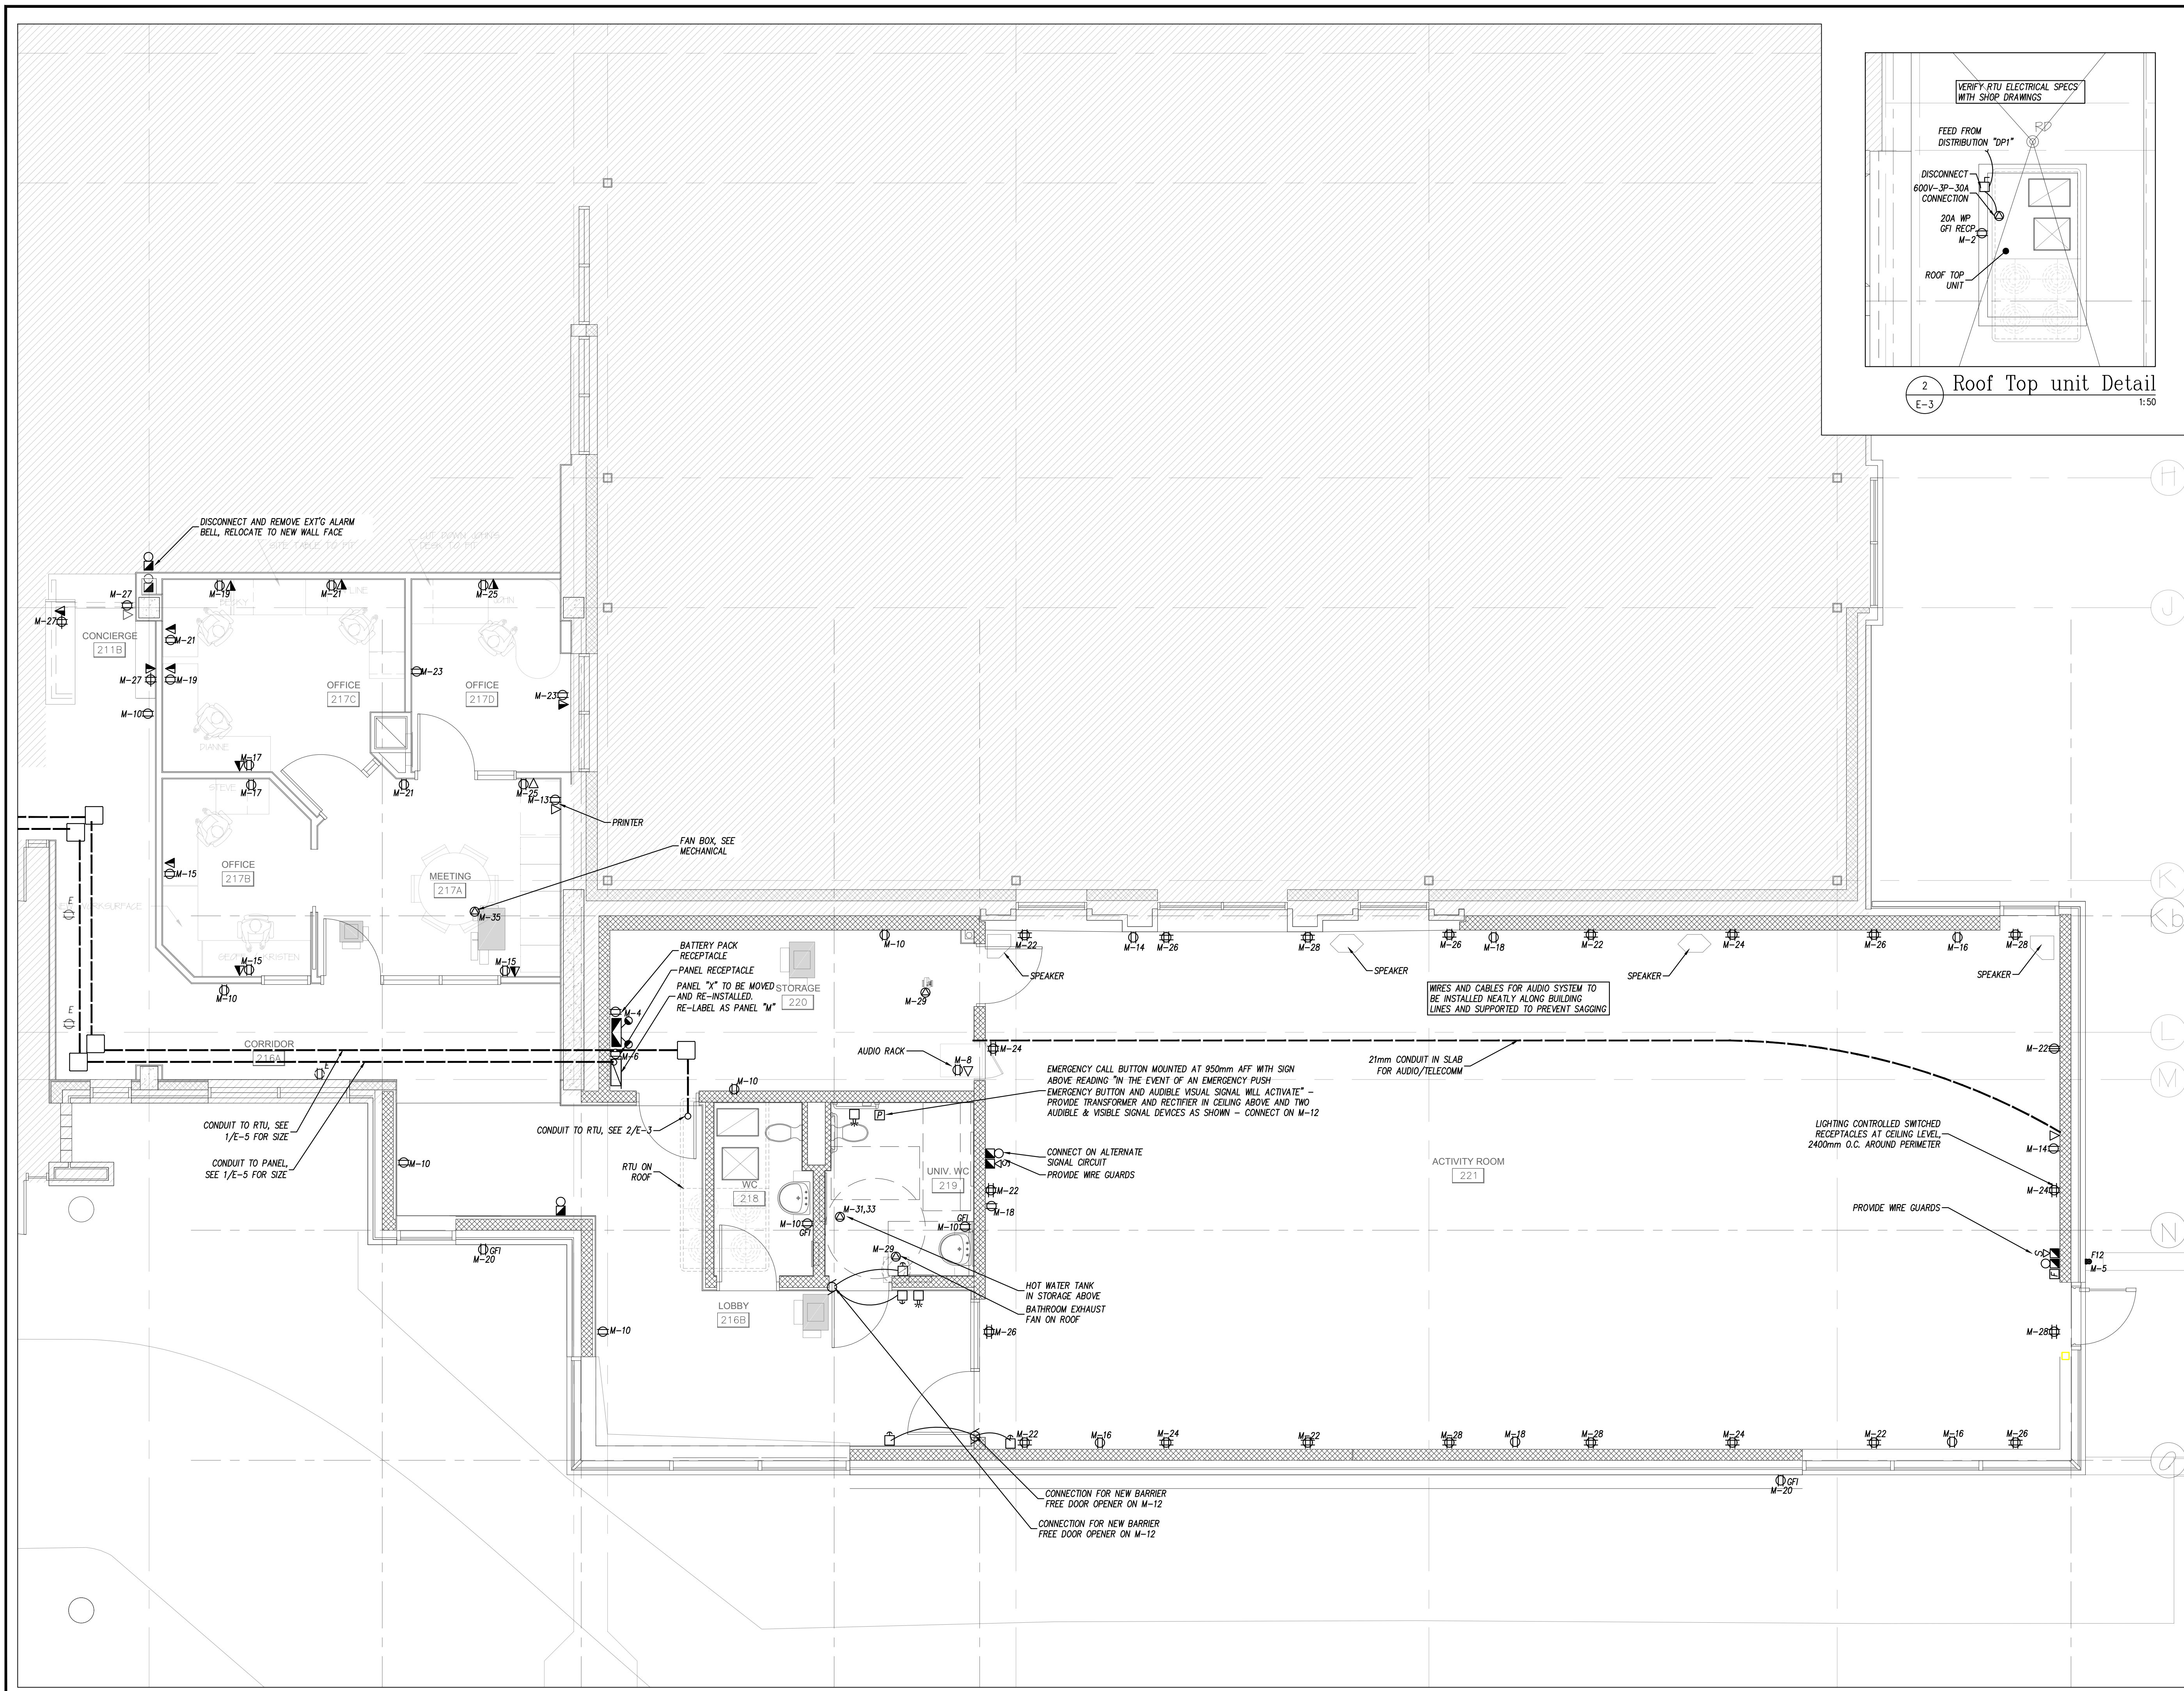 VERIFY RTU ELECTRICAL SPECS
WITH SHOP DRAWINGS
RD
FEED FROM
DISTRIBUTION "DP1"
DISCONNECT
600V-3P-30A
CONNECTION
20A WP
GFI RECP
M-2
ROOF TOP
UNIT
2
E-3
Roof Top unit Detail
1:50
H
J
K
Kb
L
M
N
O
DISCONNECT AND REMOVE EXT'G ALARM
BELL, RELOCATE TO NEW WALL FACE
CUT DOWN JOHN'S
DESK TO FIT
M-27
M-19
M-21
M-25
M-27
CONCIERGE
211B
M-21
M-27
M-19
M-10
OFFICE
217C
M-23
OFFICE
217D
M-23
DIANNE
M-17
STEVE
M-17
M-21
M-25
M-13
PRINTER
FAN BOX, SEE
MECHANICAL
OFFICE
217B
M-15
MEETING
217A
M-35
M-15
M-15
M-10
E
E
E
CORRIDOR
216A
CONDUIT TO RTU, SEE
1/E-5 FOR SIZE
CONDUIT TO PANEL,
SEE 1/E-5 FOR SIZE
BATTERY PACK
RECEPTACLE
PANEL RECEPTACLE
PANEL "X" TO BE MOVED
AND RE-INSTALLED.
RE-LABEL AS PANEL "M"
M-4
M-6
STORAGE
220
M-10
M-29
AUDIO RACK
M-8
M-10
CONDUIT TO RTU, SEE 2/E-3
RTU ON
ROOF
M-10
M-20
GFI
M-10
WC
218
M-10
GFI
P
UNIV. WC
219
M-31,33
GFI
M-10
M-29
LOBBY
216B
HOT WATER TANK
IN STORAGE ABOVE
BATHROOM EXHAUST
FAN ON ROOF
M-22
M-14
M-26
M-28
M-26
M-18
M-22
M-24
M-26
M-16
M-28
SPEAKER
SPEAKER
SPEAKER
SPEAKER
WIRES AND CABLES FOR AUDIO SYSTEM TO
BE INSTALLED NEATLY ALONG BUILDING
LINES AND SUPPORTED TO PREVENT SAGGING
M-24
21mm CONDUIT IN SLAB
FOR AUDIO/TELECOMM
M-22
EMERGENCY CALL BUTTON MOUNTED AT 950mm AFF WITH SIGN
ABOVE READING "IN THE EVENT OF AN EMERGENCY PUSH
EMERGENCY BUTTON AND AUDIBLE VISUAL SIGNAL WILL ACTIVATE" -
PROVIDE TRANSFORMER AND RECTIFIER IN CEILING ABOVE AND TWO
AUDIBLE & VISIBLE SIGNAL DEVICES AS SHOWN - CONNECT ON M-12
CONNECT ON ALTERNATE
SIGNAL CIRCUIT
PROVIDE WIRE GUARDS
S
M-22
M-18
ACTIVITY ROOM
221
LIGHTING CONTROLLED SWITCHED
RECEPTACLES AT CEILING LEVEL,
2400mm O.C. AROUND PERIMETER
M-14
M-24
PROVIDE WIRE GUARDS
S
F
F12
M-5
M-26
M-28
M-22
M-16
M-24
M-22
M-28
M-18
M-28
M-24
M-22
M-16
M-26
GFI
M-20
CONNECTION FOR NEW BARRIER
FREE DOOR OPENER ON M-12
CONNECTION FOR NEW BARRIER
FREE DOOR OPENER ON M-12